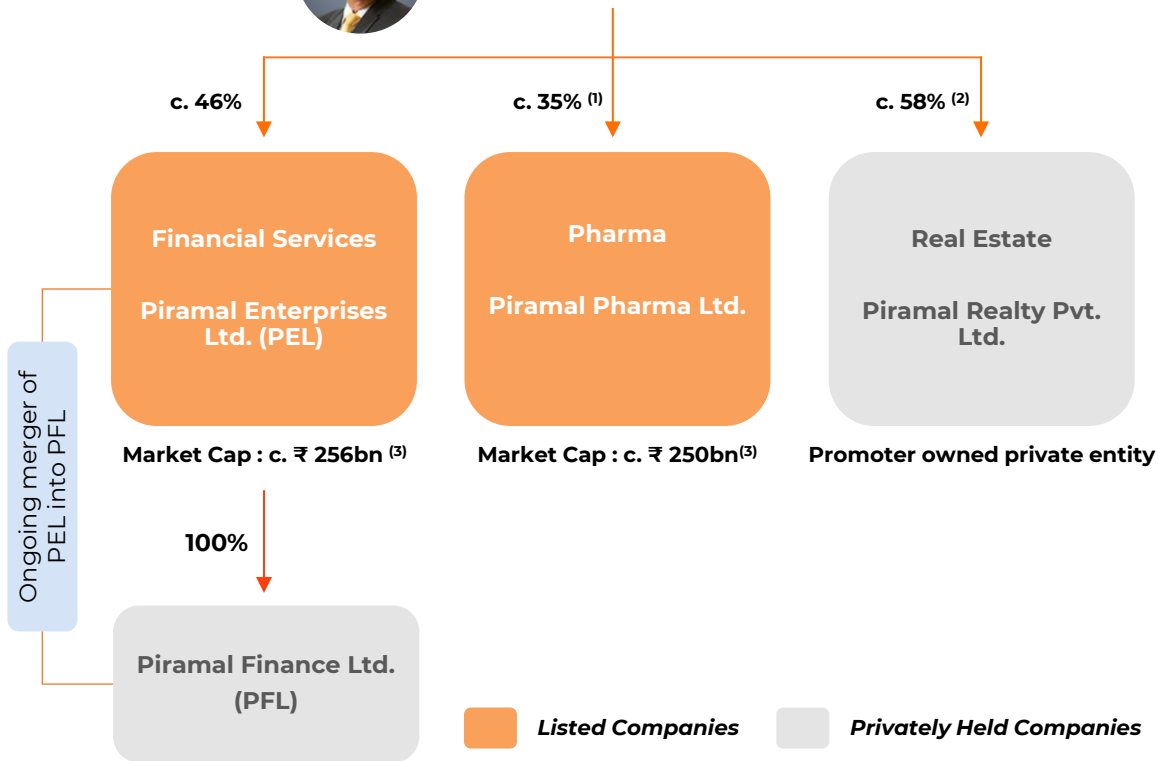 c. 46%
c. 35% (1)
c. 58% (2)
Financial Services
Piramal Enterprises
Ltd. (PEL)
Pharma
Piramal Pharma Ltd.
Real Estate
Piramal Realty Pvt.
Ltd.
Market Cap : c. ₹ 256bn (3)
Market Cap : c. ₹ 250bn(3)
Promoter owned private entity
Ongoing merger of
PEL into PFL
100%
Piramal Finance Ltd.
(PFL)
Listed Companies
Privately Held Companies